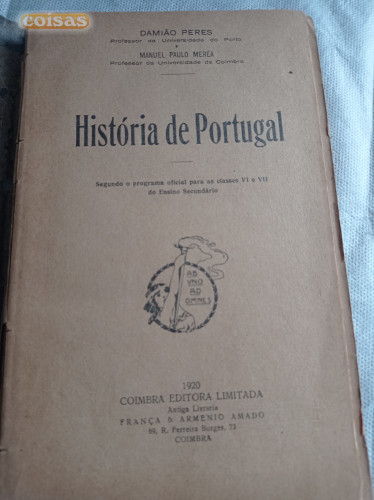 coisas
DAMIÃO PERES
Professor da Universidade do Porto
E
MANUEL PAULO MERÊA
Professor da Universidade de Coimbra
História de Portugal
Segundo o programa oficial para as classes VI e VII
do Ensino Secundário
AB
VNO
AD
OMNES
1920
COIMBRA EDITORA LIMITADA
Antiga Livraria
FRANÇA & ARMENIO AMADO
R. Ferreira Borges,
COIMBRA